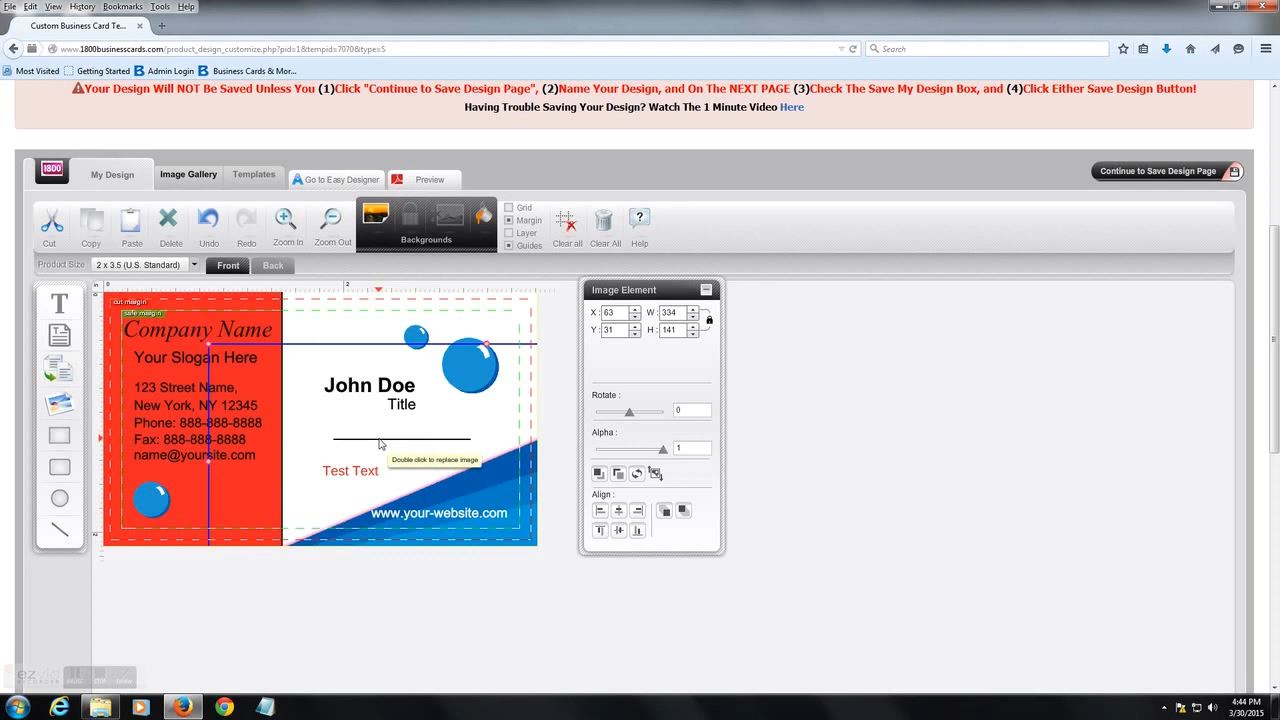 File Edit View History Bookmarks Tools Help
Custom Business Card Te...
www.1800businesscards.com/product_design_customize.php?pid=1&tempid=7070&type=S
Search
Most Visited Getting Started Admin Login Business Cards & Mor...
Your Design Will NOT Be Saved Unless You (1)Click "Continue to Save Design Page", (2)Name Your Design, and On The NEXT PAGE (3)Check The Save My Design Box, and (4)Click Either Save Design Button!
Having Trouble Saving Your Design? Watch The 1 Minute Video Here
1800 My Design Image Gallery Templates Go to Easy Designer Preview
Continue to Save Design Page
Cut Copy Paste Delete Undo Redo Zoom In Zoom Out Backgrounds
Grid
Margin
Layer
Guides
Clear all Clear All Help
Product Size 2 x 3.5 (U.S. Standard) Front Back
in 0 2
cut margin
safe margin
Company Name
Your Slogan Here
123 Street Name,
New York, NY 12345
Phone: 888-888-8888
Fax: 888-888-8888
name@yoursite.com
John Doe
Title
Double click to replace image
Test Text
www.your-website.com
Image Element
X: 63 W: 334
Y: 31 H: 141
Rotate :
0
Alpha :
1
Align :
4:44 PM
3/30/2015